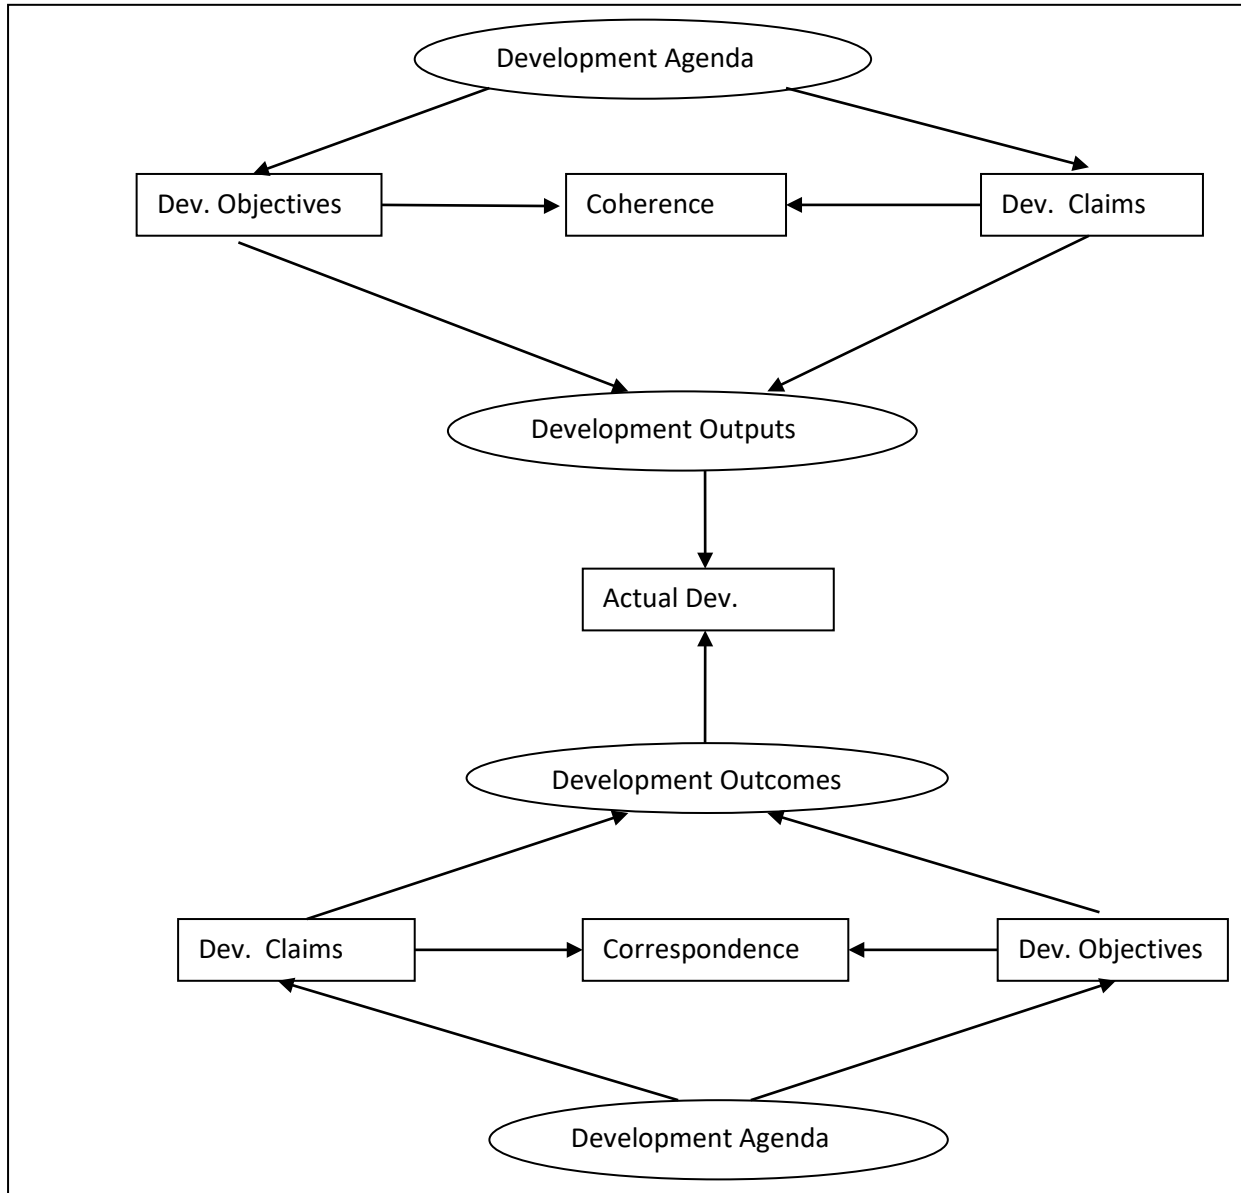 Development Agenda
Dev. Objectives
Coherence
Dev. Claims
Development Outputs
Actual Dev.
Development Outcomes
Dev. Claims
Correspondence
Dev. Objectives
Development Agenda